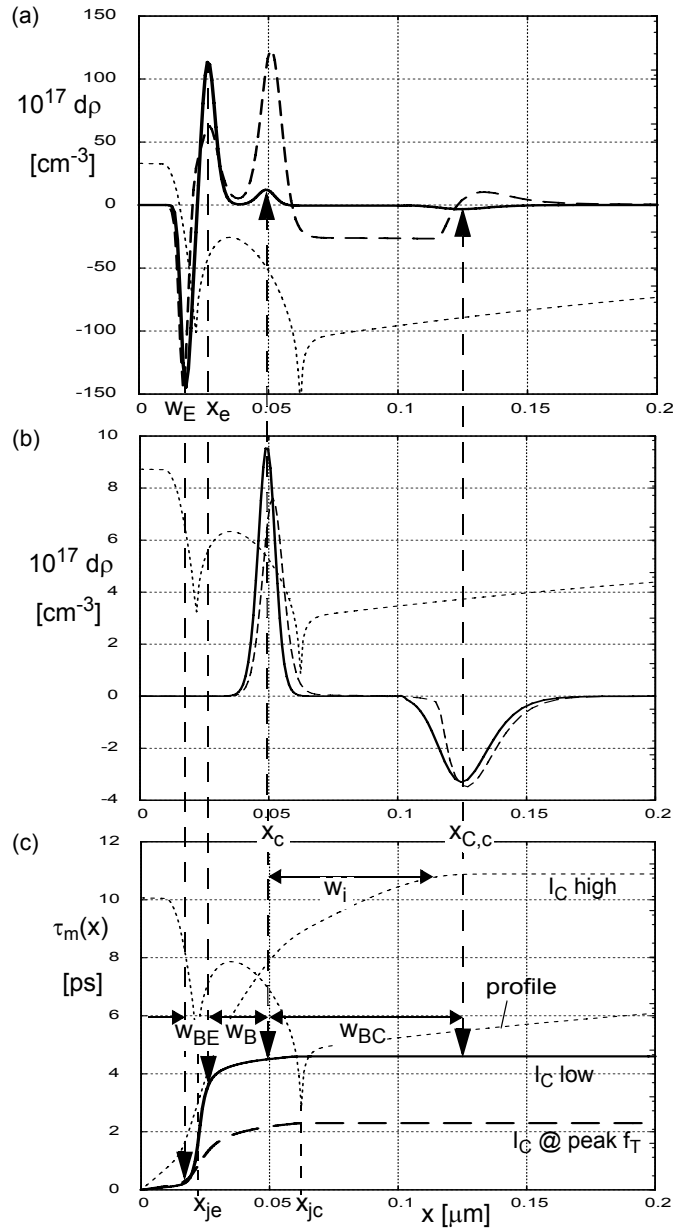 (a)
10^17 dρ
[cm^-3]
100
50
0
-50
-100
-150
w_E
x_e
0
0.05
0.1
0.15
0.2
(b)
10^17 dρ
[cm^-3]
10
8
6
4
2
0
-2
-4
0
0.05
0.1
0.15
0.2
x_c
x_C,c
(c)
τ_m(x)
[ps]
12
10
8
6
4
2
0
w_i
I_C high
profile
w_BE
w_B
w_BC
I_C low
I_C @ peak f_T
0
x_je
0.05
x_jc
0.1
x [μm]
0.15
0.2